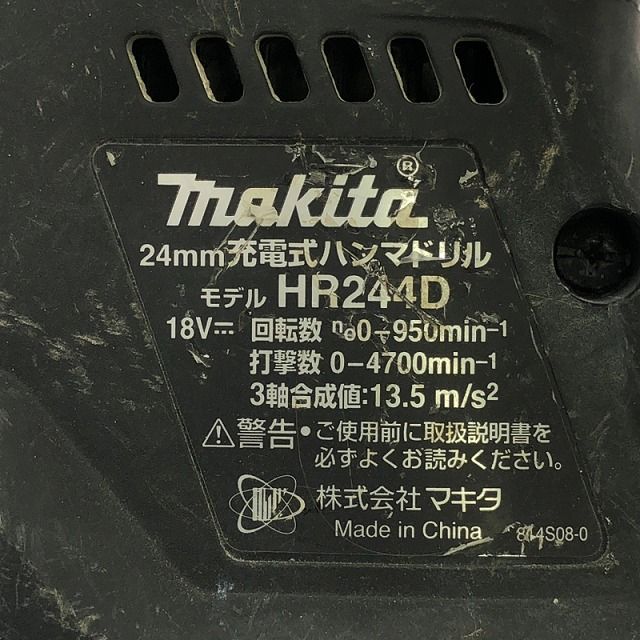 makita®
24mm充電式ハンマドリル
モデル HR244D
18V⎓ 回転数 n₀0-950min⁻¹
打撃数 0-4700min⁻¹
3軸合成値:13.5 m/s²
⚠警告•ご使用前に取扱説明書を
必ずよくお読みください。
株式会社 マキタ
Made in China
814S08-0